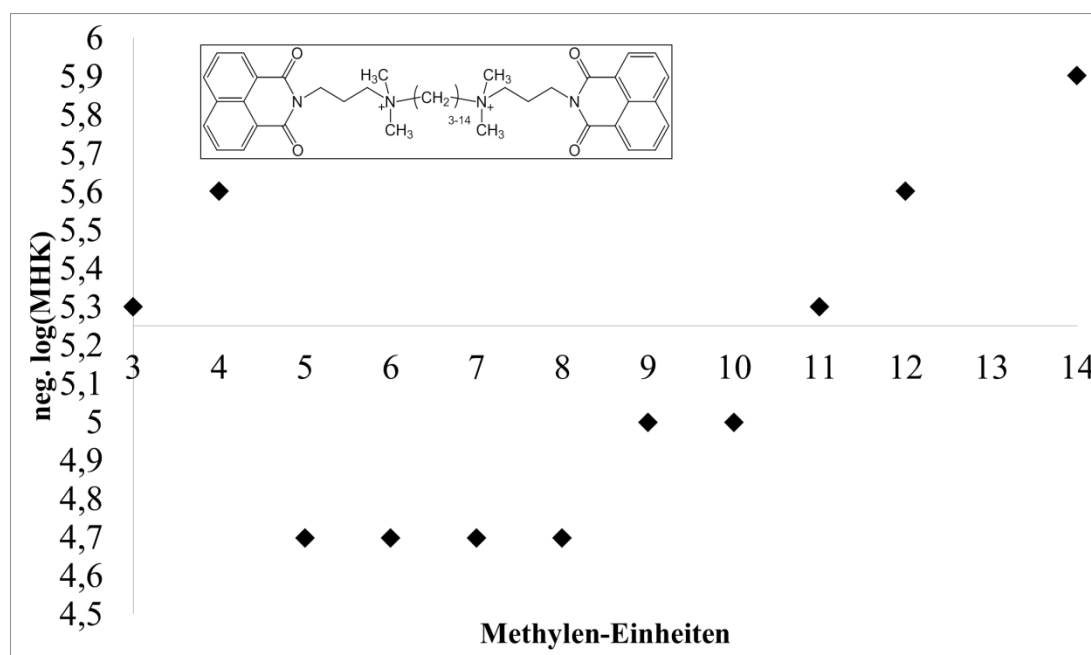 6
5,9
5,8
5,7
5,6
5,5
5,4
5,3
5,2
5,1
5
4,9
4,8
4,7
4,6
4,5
neg. log(MHK)
O
O
N
H3C
CH3
N
+
(CH2)
3-14
CH3
N
+
CH3
N
O
O
3 4 5 6 7 8 9 10 11 12 13 14
Methylen-Einheiten